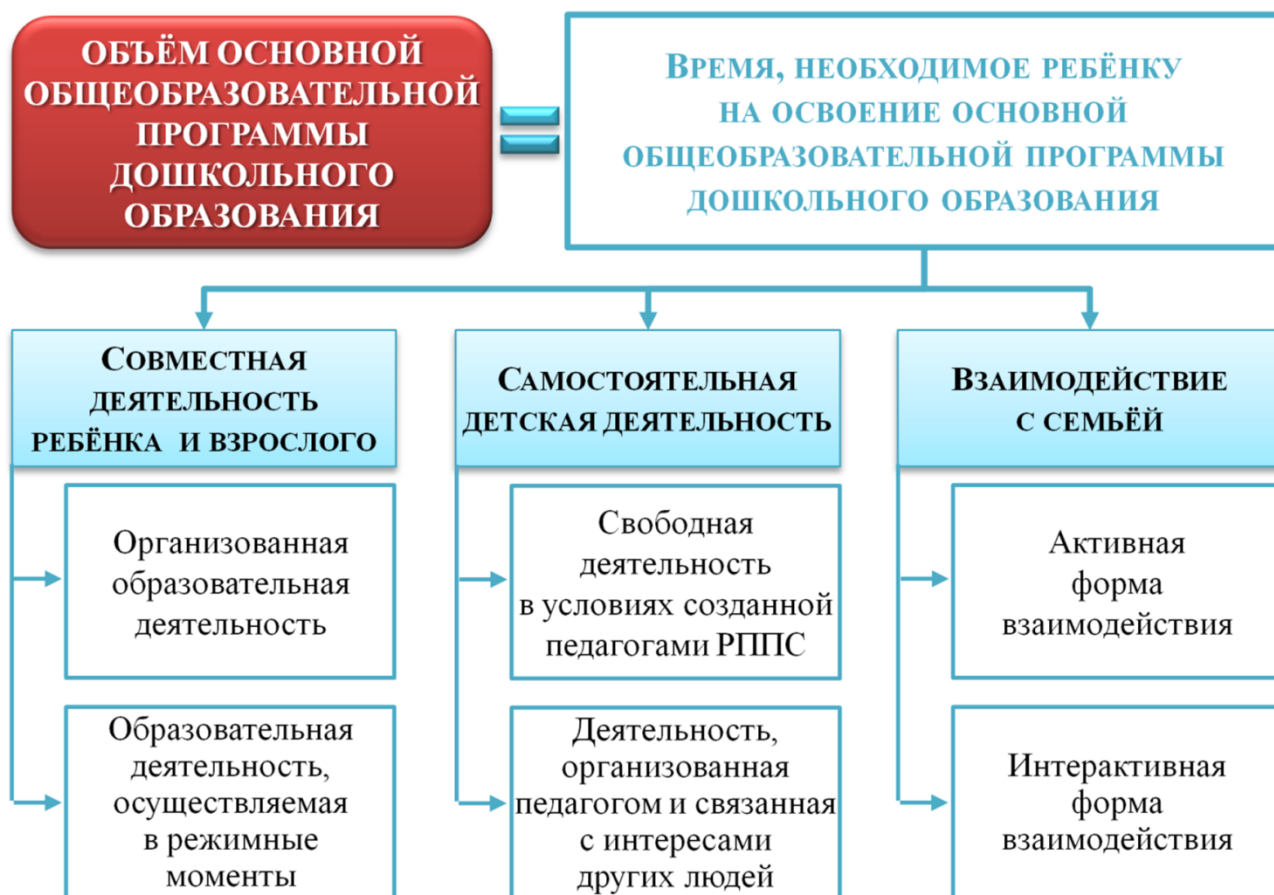 ОБЪЁМ ОСНОВНОЙ
ОБЩЕОБРАЗОВАТЕЛЬНОЙ
ПРОГРАММЫ
ДОШКОЛЬНОГО
ОБРАЗОВАНИЯ
ВРЕМЯ, НЕОБХОДИМОЕ РЕБЁНКУ
НА ОСВОЕНИЕ ОСНОВНОЙ
ОБЩЕОБРАЗОВАТЕЛЬНОЙ ПРОГРАММЫ
ДОШКОЛЬНОГО ОБРАЗОВАНИЯ
СОВМЕСТНАЯ
ДЕЯТЕЛЬНОСТЬ
РЕБЁНКА И ВЗРОСЛОГО
Организованная
образовательная
деятельность
Образовательная
деятельность,
осуществляемая
в режимные
моменты
САМОСТОЯТЕЛЬНАЯ
ДЕТСКАЯ ДЕЯТЕЛЬНОСТЬ
Свободная
деятельность
в условиях созданной
педагогами РППС
Деятельность,
организованная
педагогом и связанная
с интересами
других людей
ВЗАИМОДЕЙСТВИЕ
С СЕМЬЁЙ
Активная
форма
взаимодействия
Интерактивная
форма
взаимодействия